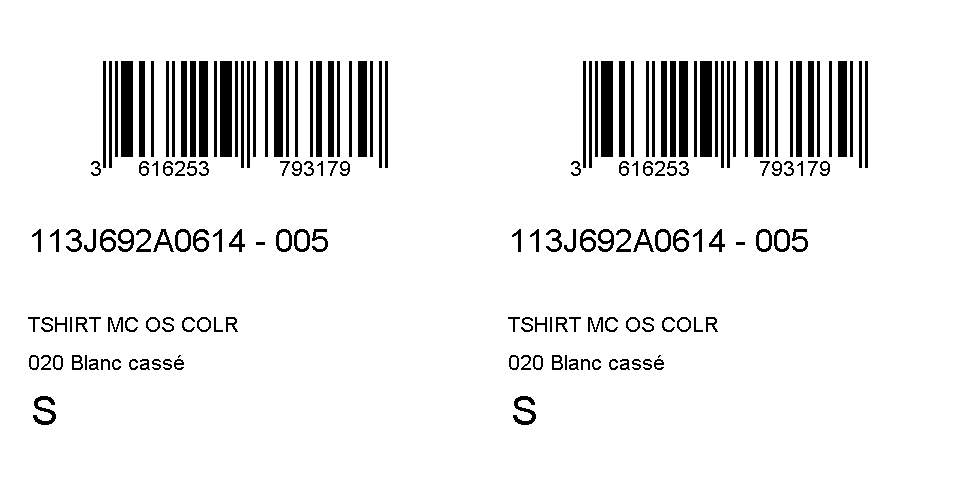 3 616253 793179
113J692A0614 - 005
TSHIRT MC OS COLR
020 Blanc cassé
S
3 616253 793179
113J692A0614 - 005
TSHIRT MC OS COLR
020 Blanc cassé
S